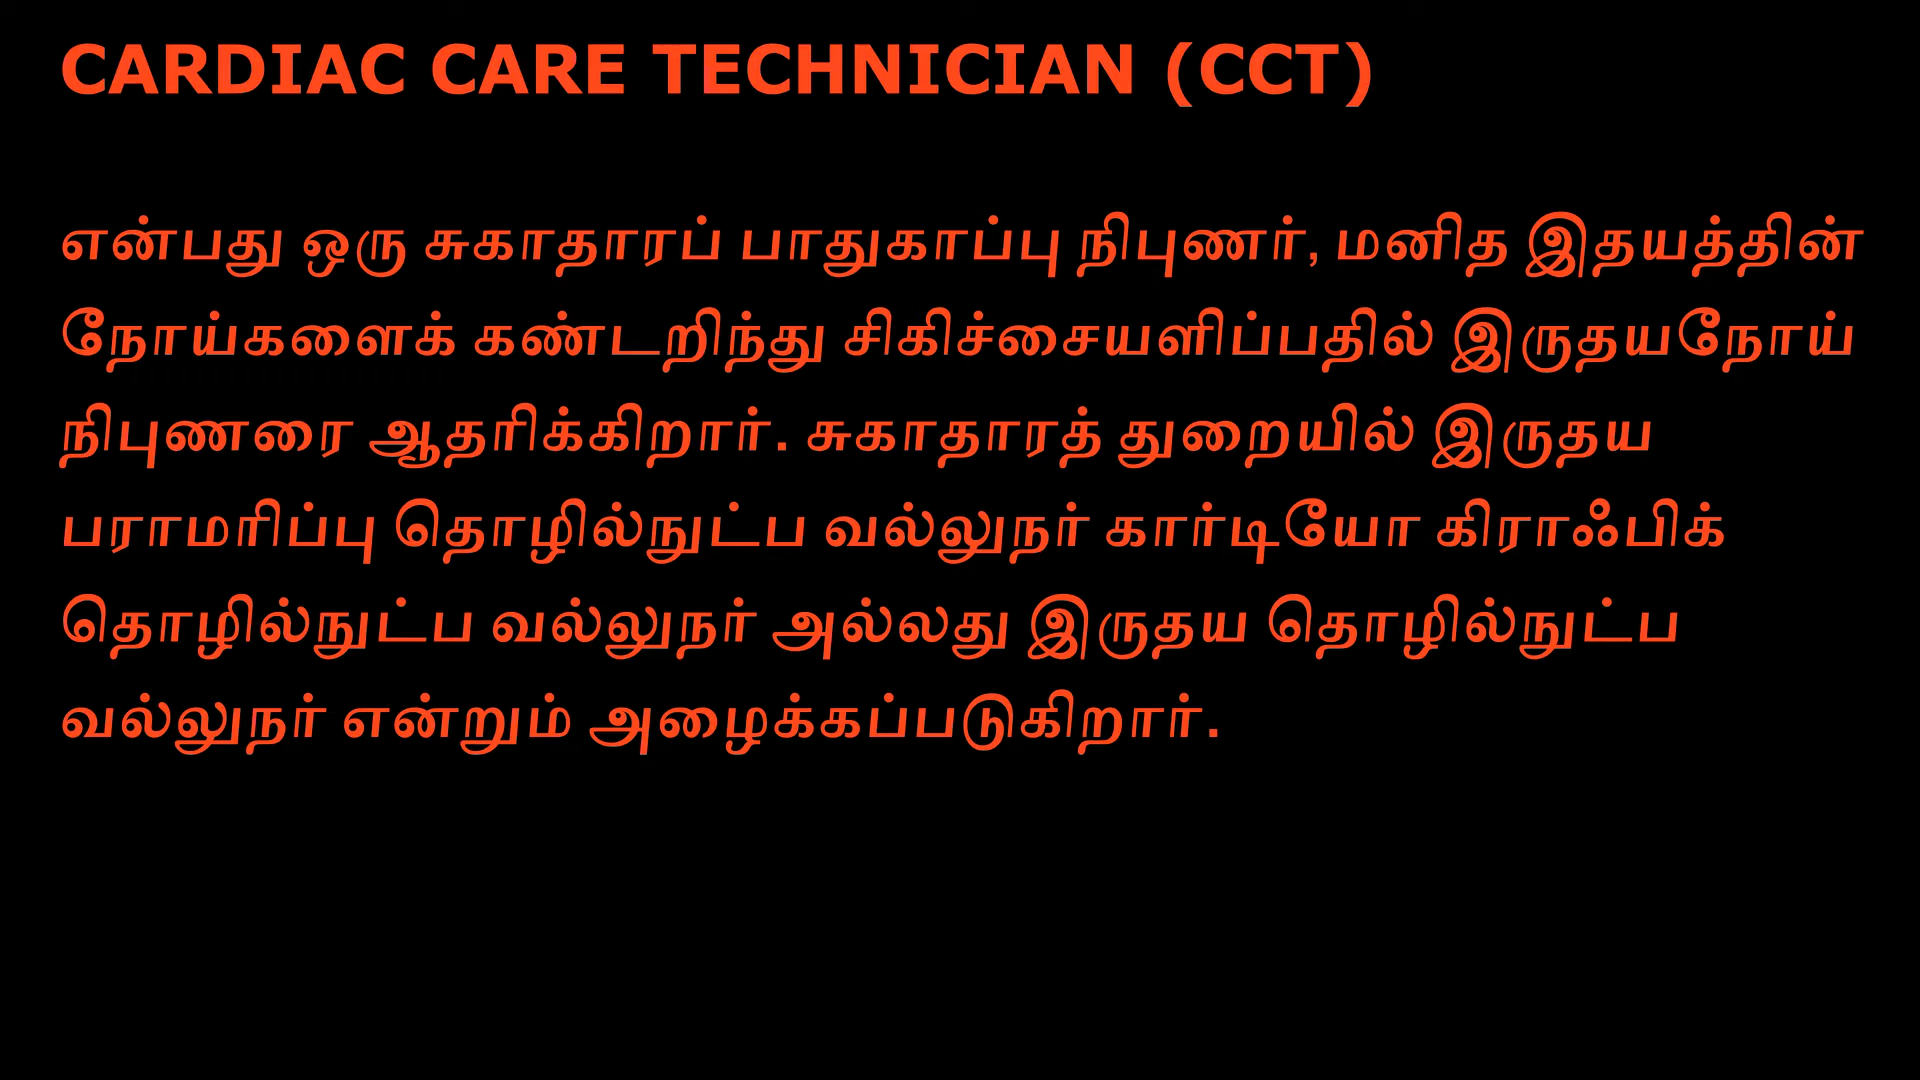 CARDIAC CARE TECHNICIAN (CCT)
என்பது ஒரு சுகாதாரப் பாதுகாப்பு நிபுணர், மனித இதயத்தின்
நோய்களைக் கண்டறிந்து சிகிச்சையளிப்பதில் இருதயநோய்
நிபுணரை ஆதரிக்கிறார். சுகாதாரத் துறையில் இருதய
பராமரிப்பு தொழில்நுட்ப வல்லுநர் கார்டியோ கிராஃபிக்
தொழில்நுட்ப வல்லுநர் அல்லது இருதய தொழில்நுட்ப
வல்லுநர் என்றும் அழைக்கப்படுகிறார்.